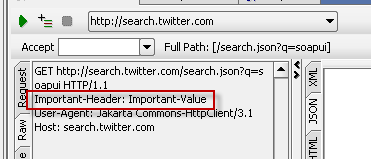 http://search.twitter.com
Accept
Full Path: [/search.json?q=soapui]
Request
GET http://search.twitter.com/search.json?q=s
oapui HTTP/1.1
Important-Header: Important-Value
User-Agent: Jakarta Commons-HttpClient/3.1
Host: search.twitter.com
XML
JSON